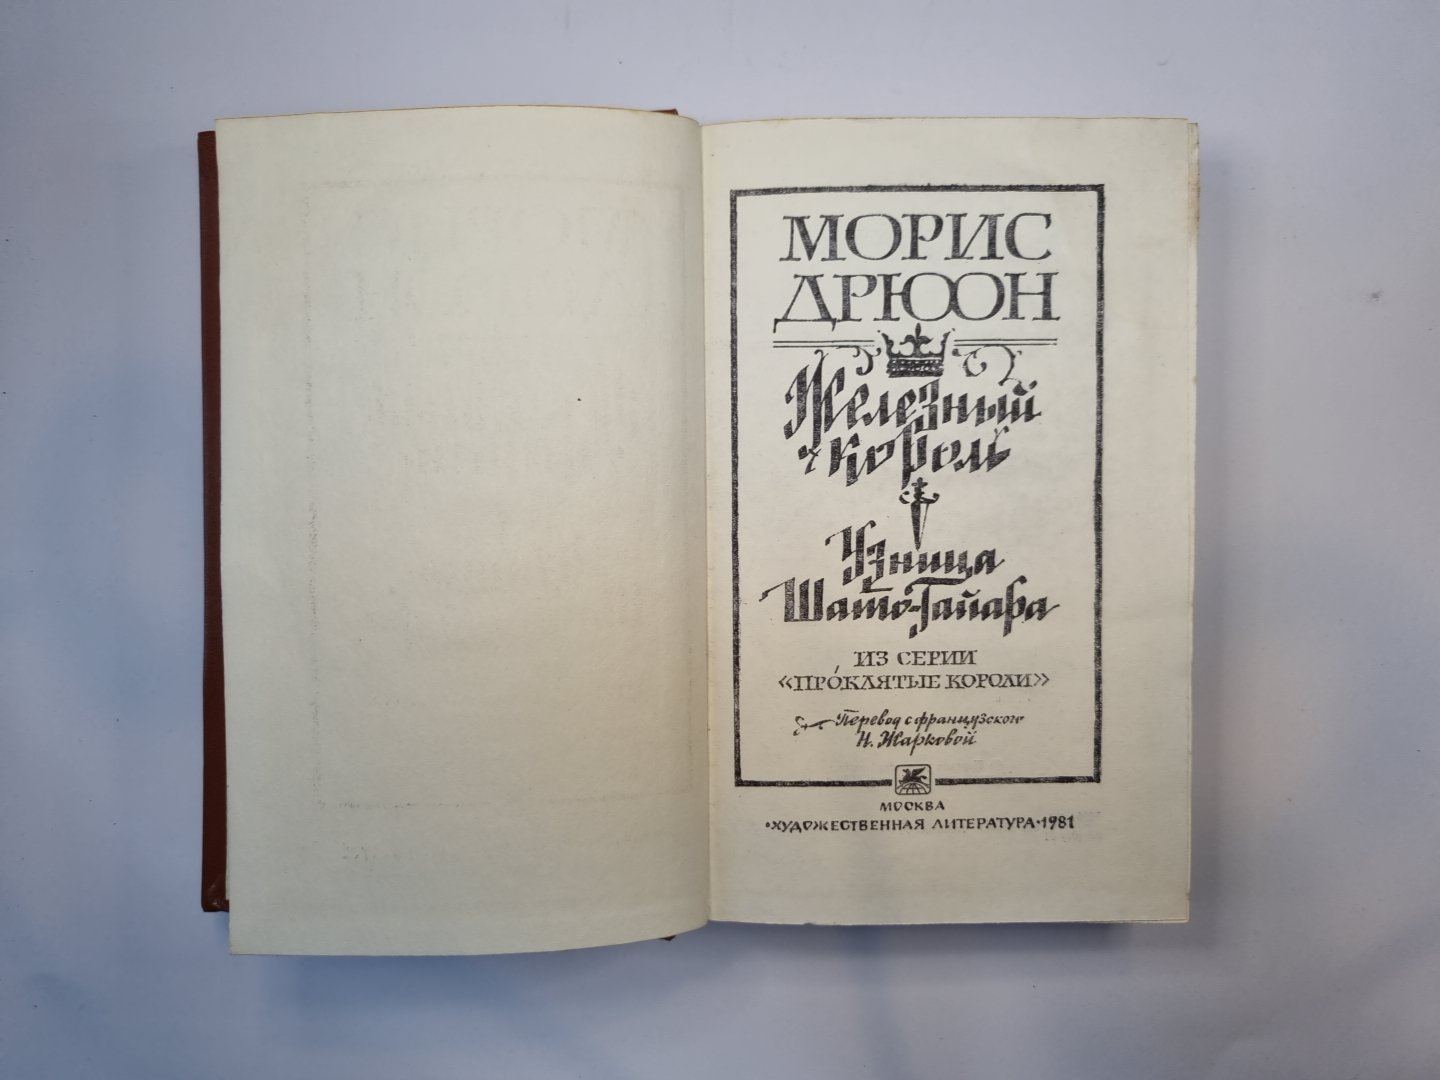 МОРИС
ДРЮОН
Железный
король
Узница
Шато-Гайара
ИЗ СЕРИИ
«ПРО́КЛЯТЫЕ КОРОЛИ»
Перевод с французского
Н. Жарковой
МОСКВА
•ХУДОЖЕСТВЕННАЯ ЛИТЕРАТУРА•1981